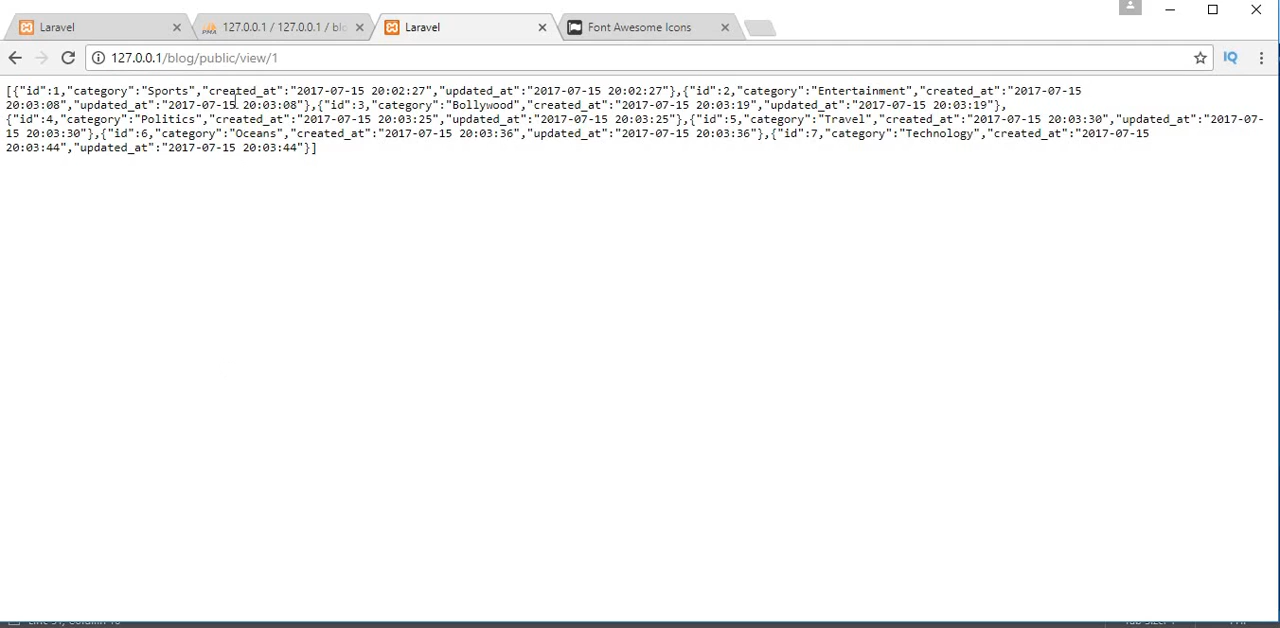 Laravel
127.0.0.1 / 127.0.0.1 / blo
Laravel
Font Awesome Icons
127.0.0.1/blog/public/view/1
IQ
[{"id":1,"category":"Sports","created_at":"2017-07-15 20:02:27","updated_at":"2017-07-15 20:02:27"},{"id":2,"category":"Entertainment","created_at":"2017-07-15
20:03:08","updated_at":"2017-07-15 20:03:08"},{"id":3,"category":"Bollywood","created_at":"2017-07-15 20:03:19","updated_at":"2017-07-15 20:03:19"},
{"id":4,"category":"Politics","created_at":"2017-07-15 20:03:25","updated_at":"2017-07-15 20:03:25"},{"id":5,"category":"Travel","created_at":"2017-07-15 20:03:30","updated_at":"2017-07-
15 20:03:30"},{"id":6,"category":"Oceans","created_at":"2017-07-15 20:03:36","updated_at":"2017-07-15 20:03:36"},{"id":7,"category":"Technology","created_at":"2017-07-15
20:03:44","updated_at":"2017-07-15 20:03:44"}]